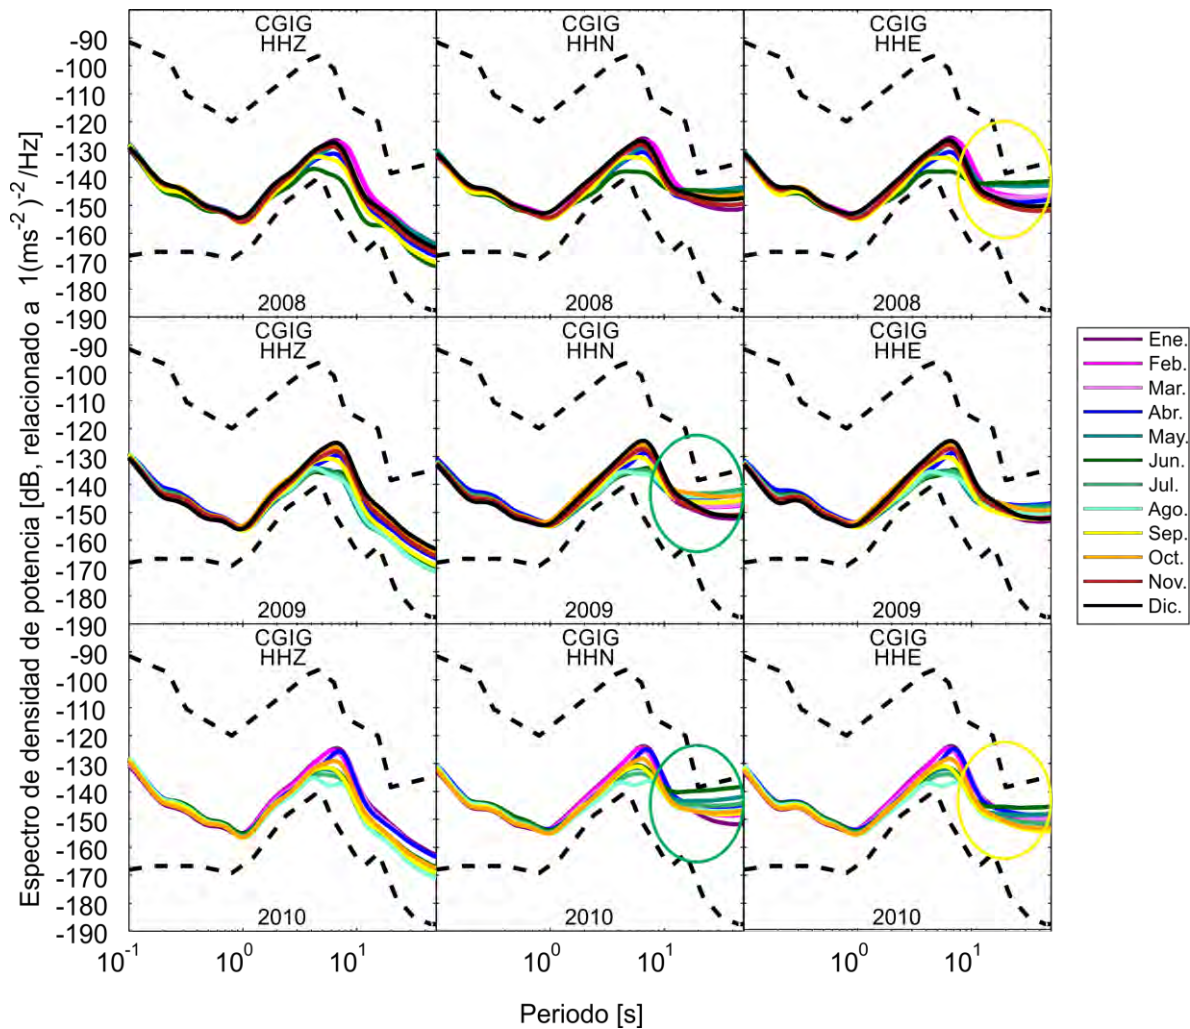 Espectro de densidad de potencia [dB, relacionado a 1(ms⁻²)⁻²/Hz]
-90
-100
-110
-120
-130
-140
-150
-160
-170
-180
-190
-90
-100
-110
-120
-130
-140
-150
-160
-170
-180
-190
-90
-100
-110
-120
-130
-140
-150
-160
-170
-180
-190
CGIG
HHZ
2008
CGIG
HHN
2008
CGIG
HHE
2008
CGIG
HHZ
2009
CGIG
HHN
2009
CGIG
HHE
2009
CGIG
HHZ
2010
CGIG
HHN
2010
CGIG
HHE
2010
10⁻¹ 10⁰ 10¹ 10⁰ 10¹ 10⁰ 10¹
Periodo [s]
Ene.
Feb.
Mar.
Abr.
May.
Jun.
Jul.
Ago.
Sep.
Oct.
Nov.
Dic.